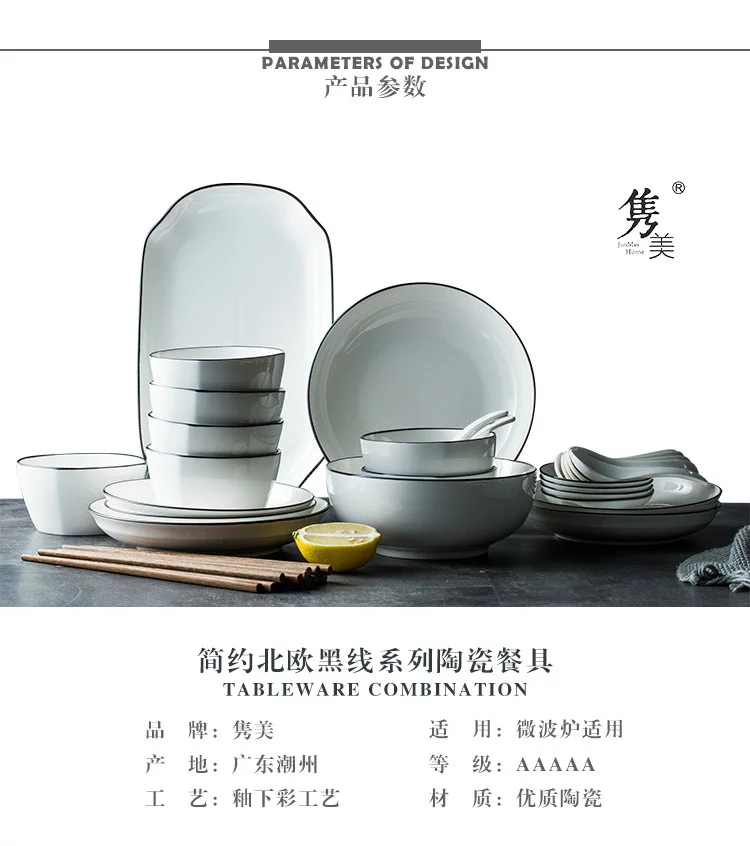 PARAMETERS OF DESIGN
产品参数
隽美
®
JunMei
Home
简约北欧黑线系列陶瓷餐具
TABLEWARE COMBINATION
品 牌：隽美
适 用：微波炉适用
产 地：广东潮州
等 级：AAAAA
工 艺：釉下彩工艺
材 质：优质陶瓷